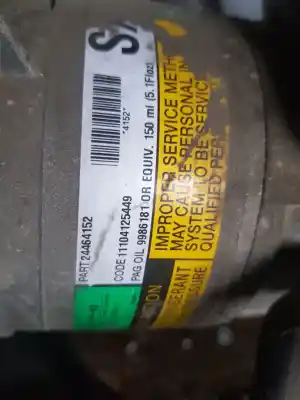 SA
"4152"
PART 24464152
CODE 11104125449
PAG OIL 9986181 OR EQUIV. 150 ml (5.1Floz)
IMPROPER SERVICE METH
MAY CAUSE PERSONAL IN
SYSTEM TO BE SERVIC
QUALIFIED PER